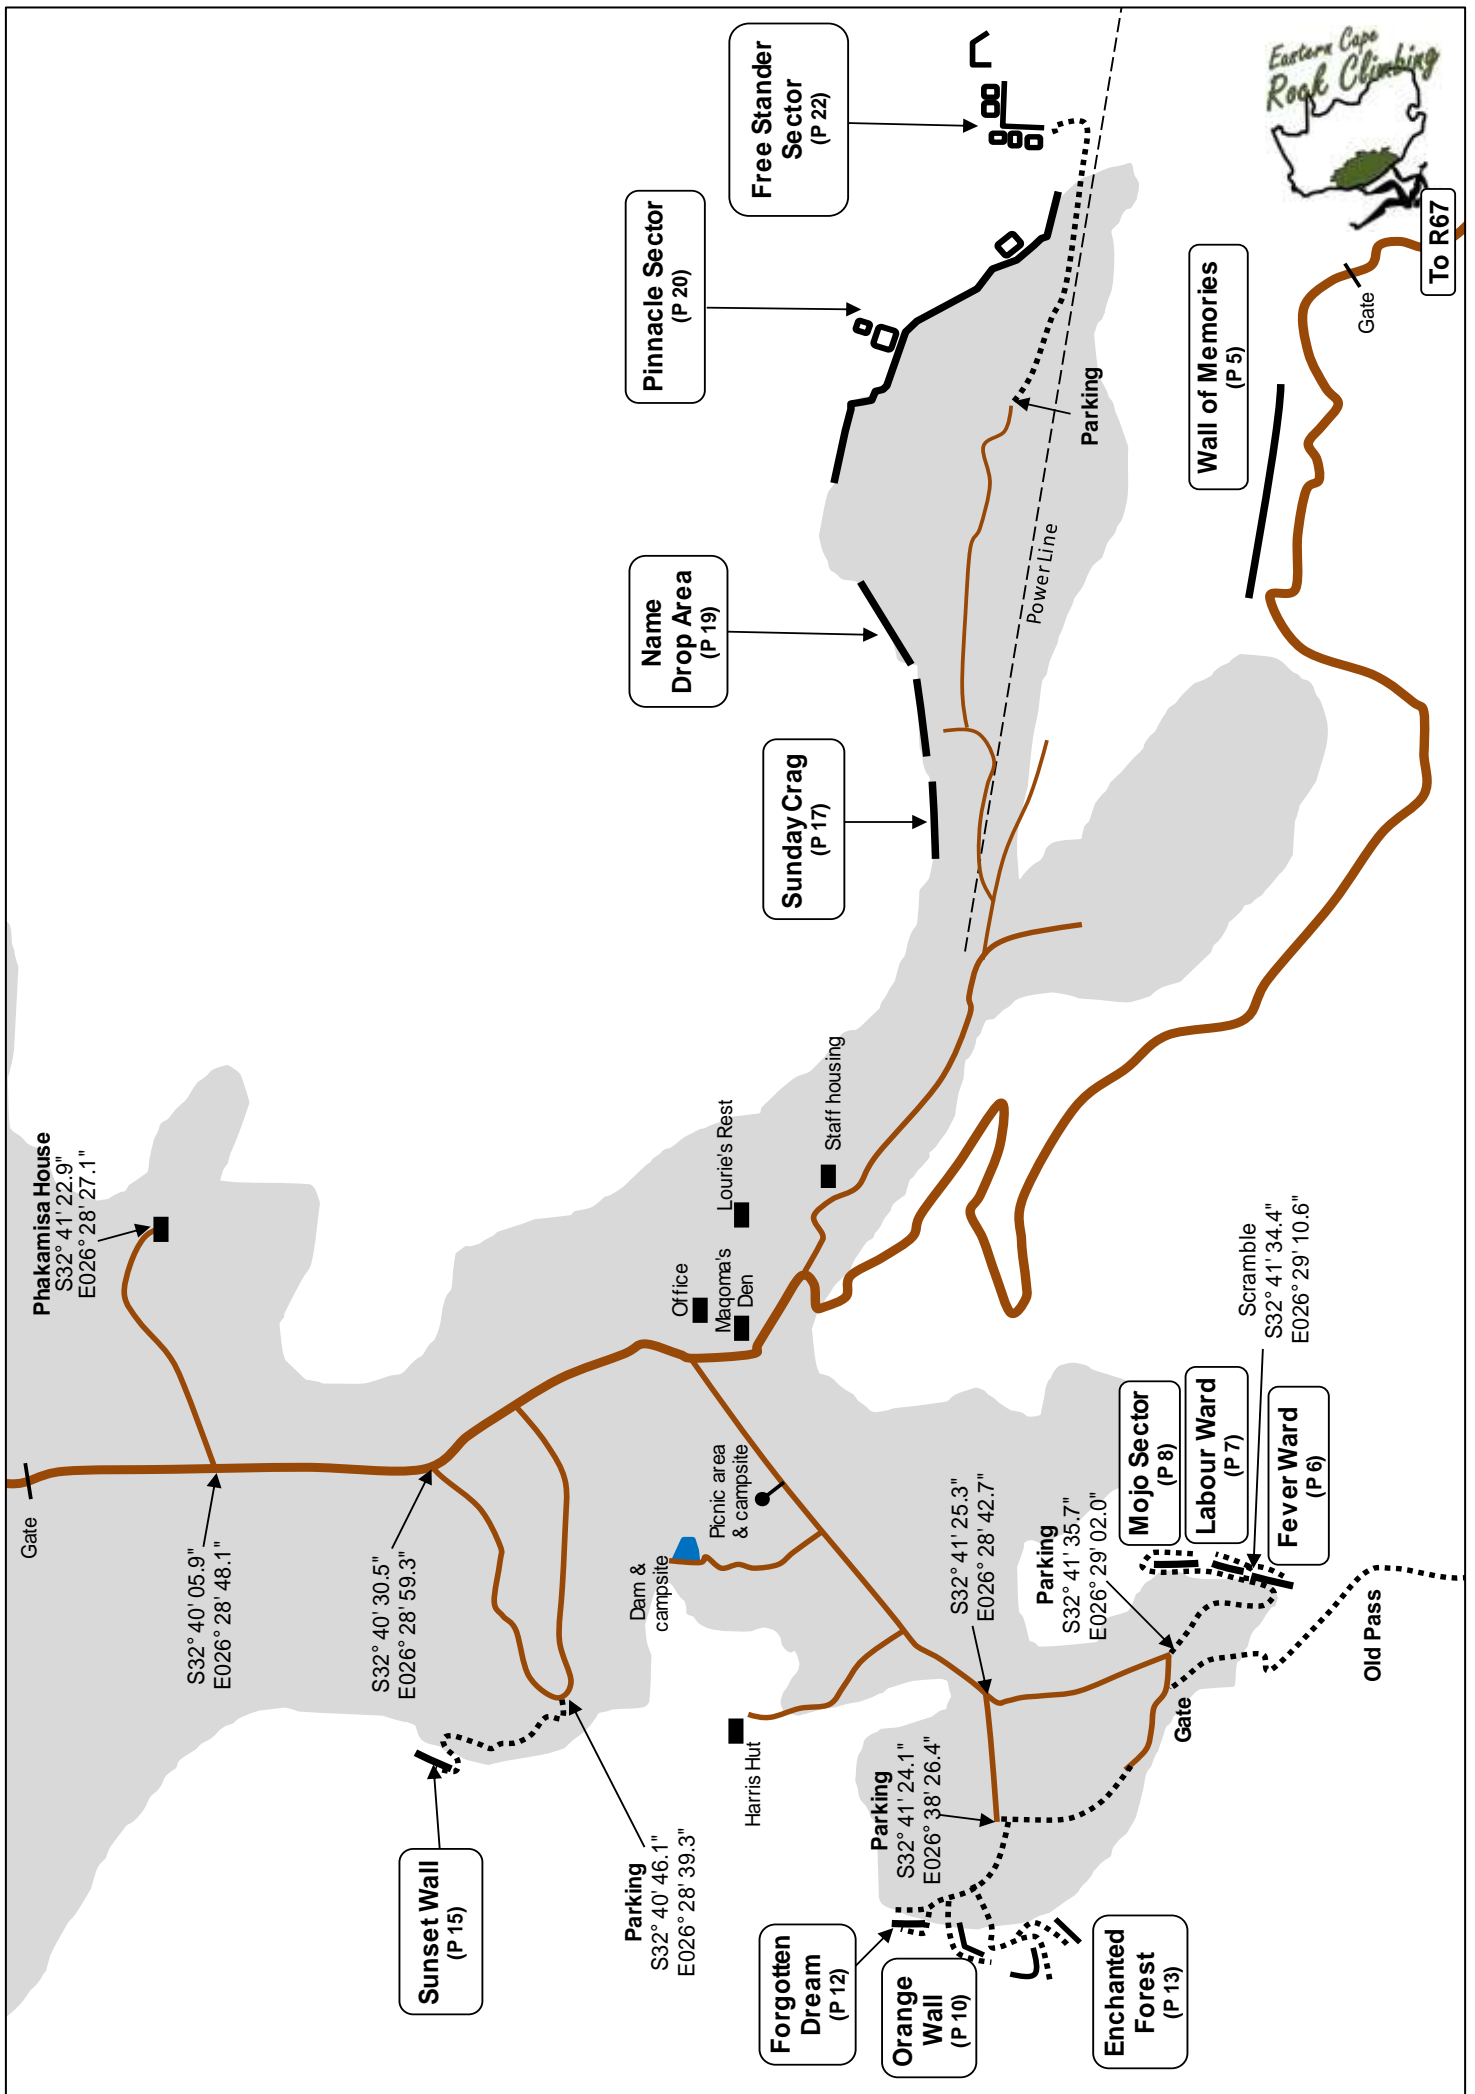 Eastern Cape
Rock Climbing
Free Stander
Sector
(P 22)
Pinnacle Sector
(P 20)
To R67
Gate
Wall of Memories
(P 5)
Parking
Power Line
Name
Drop Area
(P 19)
Sunday Crag
(P 17)
Staff housing
Lourie's Rest
Office
Maqoma's
Den
Phakamisa House
S32° 41' 22.9"
E026° 28' 27.1"
Gate
S32° 40' 05.9"
E026° 28' 48.1"
S32° 40' 30.5"
E026° 28' 59.3"
Picnic area
& campsite
Dam &
campsite
Harris Hut
Scramble
S32° 41' 34.4"
E026° 29' 10.6"
Mojo Sector
(P 8)
Labour Ward
(P 7)
Fever Ward
(P 6)
S32° 41' 25.3"
E026° 28' 42.7"
Parking
S32° 41' 35.7"
E026° 29' 02.0"
Old Pass
Gate
Parking
S32° 41' 24.1"
E026° 38' 26.4"
Sunset Wall
(P 15)
Parking
S32° 40' 46.1"
E026° 28' 39.3"
Forgotten
Dream
(P 12)
Orange
Wall
(P 10)
Enchanted
Forest
(P 13)